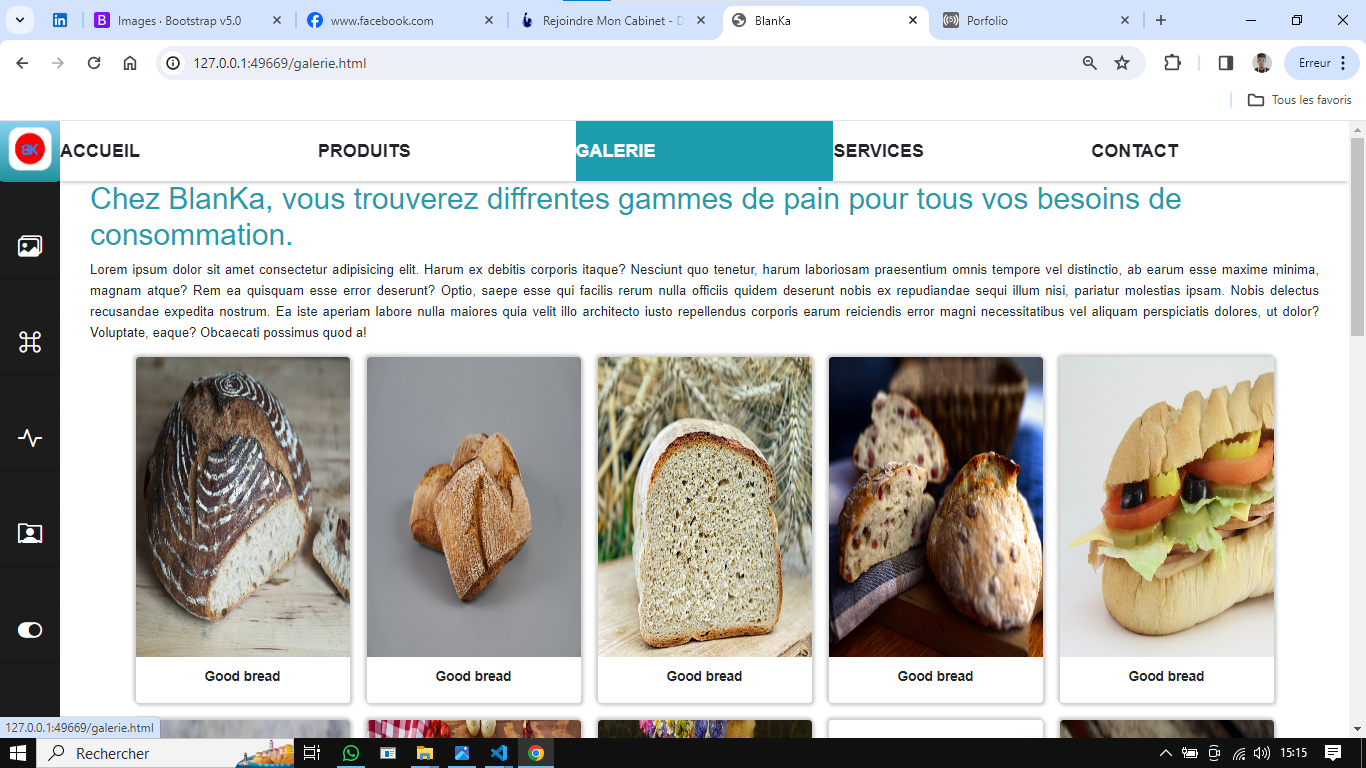 Images · Bootstrap v5.0
www.facebook.com
Rejoindre Mon Cabinet - D
BlanKa
Porfolio
127.0.0.1:49669/galerie.html
Erreur
Tous les favoris
BK
ACCUEIL
PRODUITS
GALERIE
SERVICES
CONTACT
Chez BlanKa, vous trouverez diffrentes gammes de pain pour tous vos besoins de
consommation.
Lorem ipsum dolor sit amet consectetur adipisicing elit. Harum ex debitis corporis itaque? Nesciunt quo tenetur, harum laboriosam praesentium omnis tempore vel distinctio, ab earum esse maxime minima,
magnam atque? Rem ea quisquam esse error deserunt? Optio, saepe esse qui facilis rerum nulla officiis quidem deserunt nobis ex repudiandae sequi illum nisi, pariatur molestias ipsam. Nobis delectus
recusandae expedita nostrum. Ea iste aperiam labore nulla maiores quia velit illo architecto iusto repellendus corporis earum reiciendis error magni necessitatibus vel aliquam perspiciatis dolores, ut dolor?
Voluptate, eaque? Obcaecati possimus quod a!
Good bread
Good bread
Good bread
Good bread
Good bread
127.0.0.1:49669/galerie.html
Rechercher
15:15